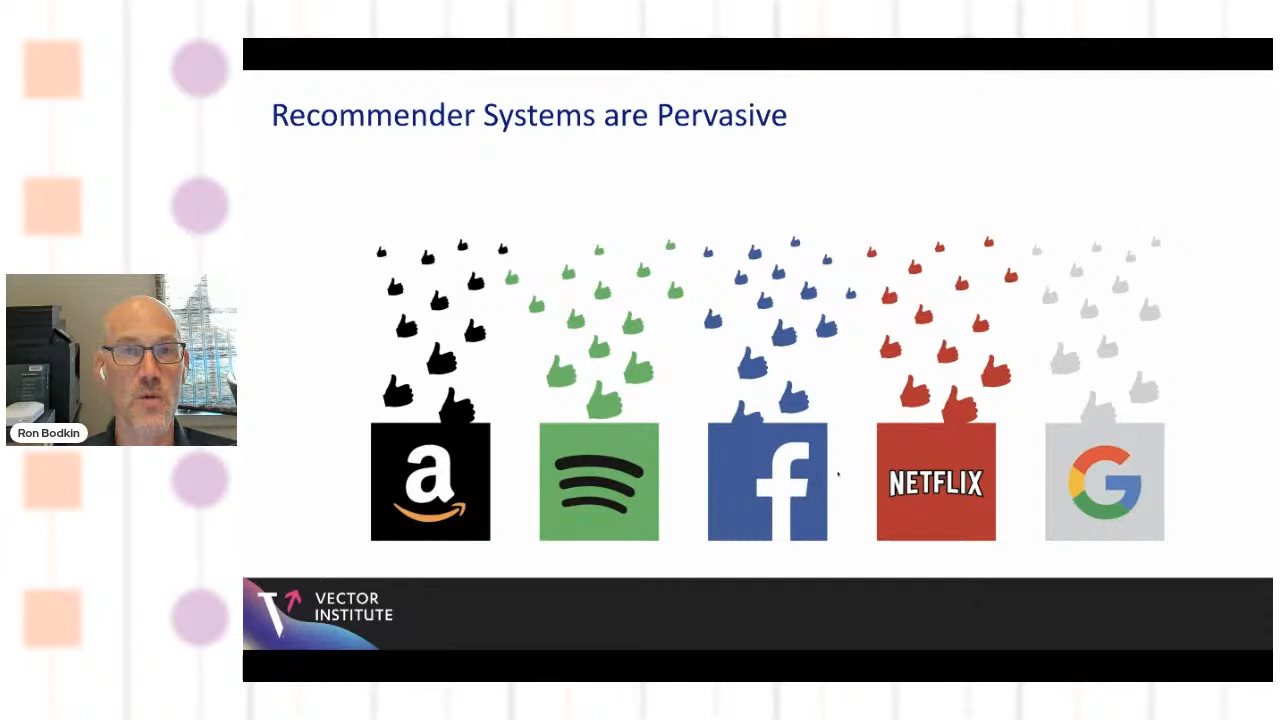 Recommender Systems are Pervasive
Ron Bodkin
a
f
NETFLIX
G
VECTOR
INSTITUTE